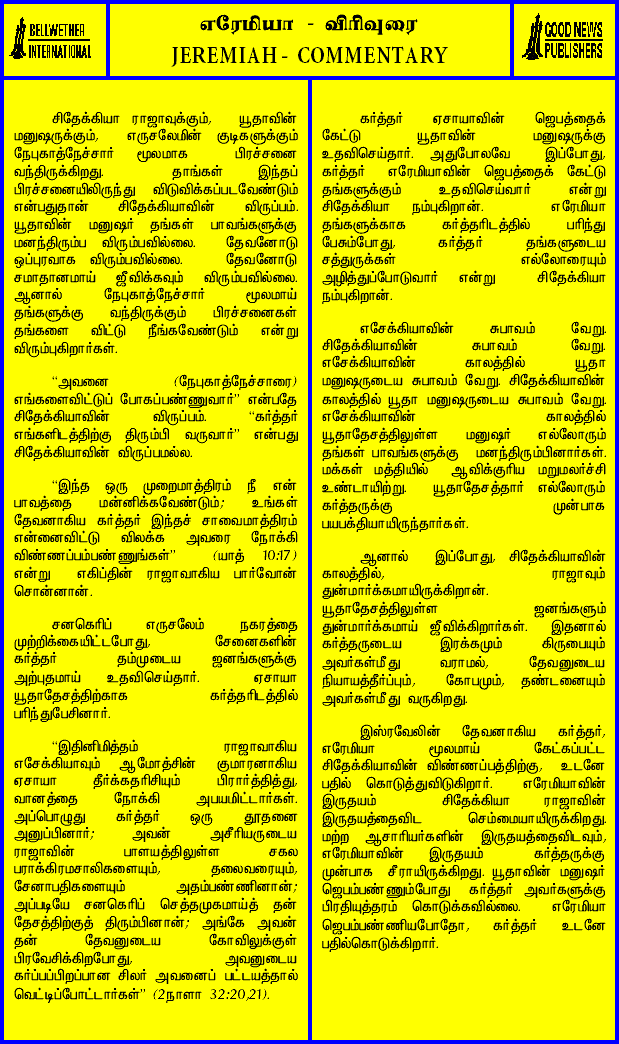 BELLWETHER
INTERNATIONAL
எரேமியா - விரிவுரை
JEREMIAH - COMMENTARY
GOOD NEWS
PUBLISHERS
சிதேக்கியா ராஜாவுக்கும், யூதாவின்
மனுஷருக்கும், எருசலேமின் குடிகளுக்கும்
நேபுகாத்நேச்சார் மூலமாக பிரச்சனை
வந்திருக்கிறது. தாங்கள் இந்தப்
பிரச்சனையிலிருந்து விடுவிக்கப்படவேண்டும்
என்பதுதான் சிதேக்கியாவின் விருப்பம்.
யூதாவின் மனுஷர் தங்கள் பாவங்களுக்கு
மனந்திரும்ப விரும்பவில்லை. தேவனோடு
ஒப்புரவாக விரும்பவில்லை. தேவனோடு
சமாதானமாய் ஜீவிக்கவும் விரும்பவில்லை.
ஆனால் நேபுகாத்நேச்சார் மூலமாய்
தங்களுக்கு வந்திருக்கும் பிரச்சனைகள்
தங்களை விட்டு நீங்கவேண்டும் என்று
விரும்புகிறார்கள்.
“அவனை (நேபுகாத்நேச்சாரை)
எங்களைவிட்டுப் போகப்பண்ணுவார்” என்பதே
சிதேக்கியாவின் விருப்பம். “கர்த்தர்
எங்களிடத்திற்கு திரும்பி வருவார்” என்பது
சிதேக்கியாவின் விருப்பமல்ல.
“இந்த ஒரு முறைமாத்திரம் நீ என்
பாவத்தை மன்னிக்கவேண்டும்; உங்கள்
தேவனாகிய கர்த்தர் இந்தச் சாவைமாத்திரம்
என்னைவிட்டு விலக்க அவரை நோக்கி
விண்ணப்பம்பண்ணுங்கள்” (யாத் 10:17)
என்று எகிப்தின் ராஜாவாகிய பார்வோன்
சொன்னான்.
சனகெரிப் எருசலேம் நகரத்தை
முற்றிக்கையிட்டபோது, சேனைகளின்
கர்த்தர் தம்முடைய ஜனங்களுக்கு
அற்புதமாய் உதவிசெய்தார். ஏசாயா
யூதாதேசத்திற்காக கர்த்தரிடத்தில்
பரிந்துபேசினார்.
“இதினிமித்தம் ராஜாவாகிய
எசேக்கியாவும் ஆமோத்சின் குமாரனாகிய
ஏசாயா தீர்க்கதரிசியும் பிரார்த்தித்து,
வானத்தை நோக்கி அபயமிட்டார்கள்.
அப்பொழுது கர்த்தர் ஒரு தூதனை
அனுப்பினார்; அவன் அசீரியருடைய
ராஜாவின் பாளயத்திலுள்ள சகல
பராக்கிரமசாலிகளையும், தலைவரையும்,
சேனாபதிகளையும் அதம்பண்ணினான்;
அப்படியே சனகெரிப் செத்தமுகமாய்த் தன்
தேசத்திற்குத் திரும்பினான்; அங்கே அவன்
தன் தேவனுடைய கோவிலுக்குள்
பிரவேசிக்கிறபோது, அவனுடைய
கர்ப்பப்பிறப்பான சிலர் அவனைப் பட்டயத்தால்
வெட்டிப்போட்டார்கள்” (2நாளா 32:20,21).
கர்த்தர் ஏசாயாவின் ஜெபத்தைக்
கேட்டு யூதாவின் மனுஷருக்கு
உதவிசெய்தார். அதுபோலவே இப்போது,
கர்த்தர் எரேமியாவின் ஜெபத்தைக் கேட்டு
தங்களுக்கும் உதவிசெய்வார் என்று
சிதேக்கியா நம்புகிறான். எரேமியா
தங்களுக்காக கர்த்தரிடத்தில் பரிந்து
பேசும்போது, கர்த்தர் தங்களுடைய
சத்துருக்கள் எல்லோரையும்
அழித்துப்போடுவார் என்று சிதேக்கியா
நம்புகிறான்.
எசேக்கியாவின் சுபாவம் வேறு.
சிதேக்கியாவின் சுபாவம் வேறு.
எசேக்கியாவின் காலத்தில் யூதா
மனுஷருடைய சுபாவம் வேறு. சிதேக்கியாவின்
காலத்தில் யூதா மனுஷருடைய சுபாவம் வேறு.
எசேக்கியாவின் காலத்தில்
யூதாதேசத்திலுள்ள மனுஷர் எல்லோரும்
தங்கள் பாவங்களுக்கு மனந்திரும்பினார்கள்.
மக்கள் மத்தியில் ஆவிக்குரிய மறுமலர்ச்சி
உண்டாயிற்று. யூதாதேசத்தார் எல்லோரும்
கர்த்தருக்கு முன்பாக
பயபக்தியாயிருந்தார்கள்.
ஆனால் இப்போது, சிதேக்கியாவின்
காலத்தில், ராஜாவும்
துன்மார்க்கமாயிருக்கிறான்.
யூதாதேசத்திலுள்ள ஜனங்களும்
துன்மார்க்கமாய் ஜீவிக்கிறார்கள். இதனால்
கர்த்தருடைய இரக்கமும் கிருபையும்
அவர்கள்மீது வராமல், தேவனுடைய
நியாயத்தீர்ப்பும், கோபமும், தண்டனையும்
அவர்கள்மீது வருகிறது.
இஸ்ரவேலின் தேவனாகிய கர்த்தர்,
எரேமியா மூலமாய் கேட்கப்பட்ட
சிதேக்கியாவின் விண்ணப்பத்திற்கு, உடனே
பதில் கொடுத்துவிடுகிறார். எரேமியாவின்
இருதயம் சிதேக்கியா ராஜாவின்
இருதயத்தைவிட செம்மையாயிருக்கிறது.
மற்ற ஆசாரியர்களின் இருதயத்தைவிடவும்,
எரேமியாவின் இருதயம் கர்த்தருக்கு
முன்பாக சீராயிருக்கிறது. யூதாவின் மனுஷர்
ஜெபம்பண்ணும்போது கர்த்தர் அவர்களுக்கு
பிரதியுத்தரம் கொடுக்கவில்லை. எரேமியா
ஜெபம்பண்ணியபோதோ, கர்த்தர் உடனே
பதில்கொடுக்கிறார்.